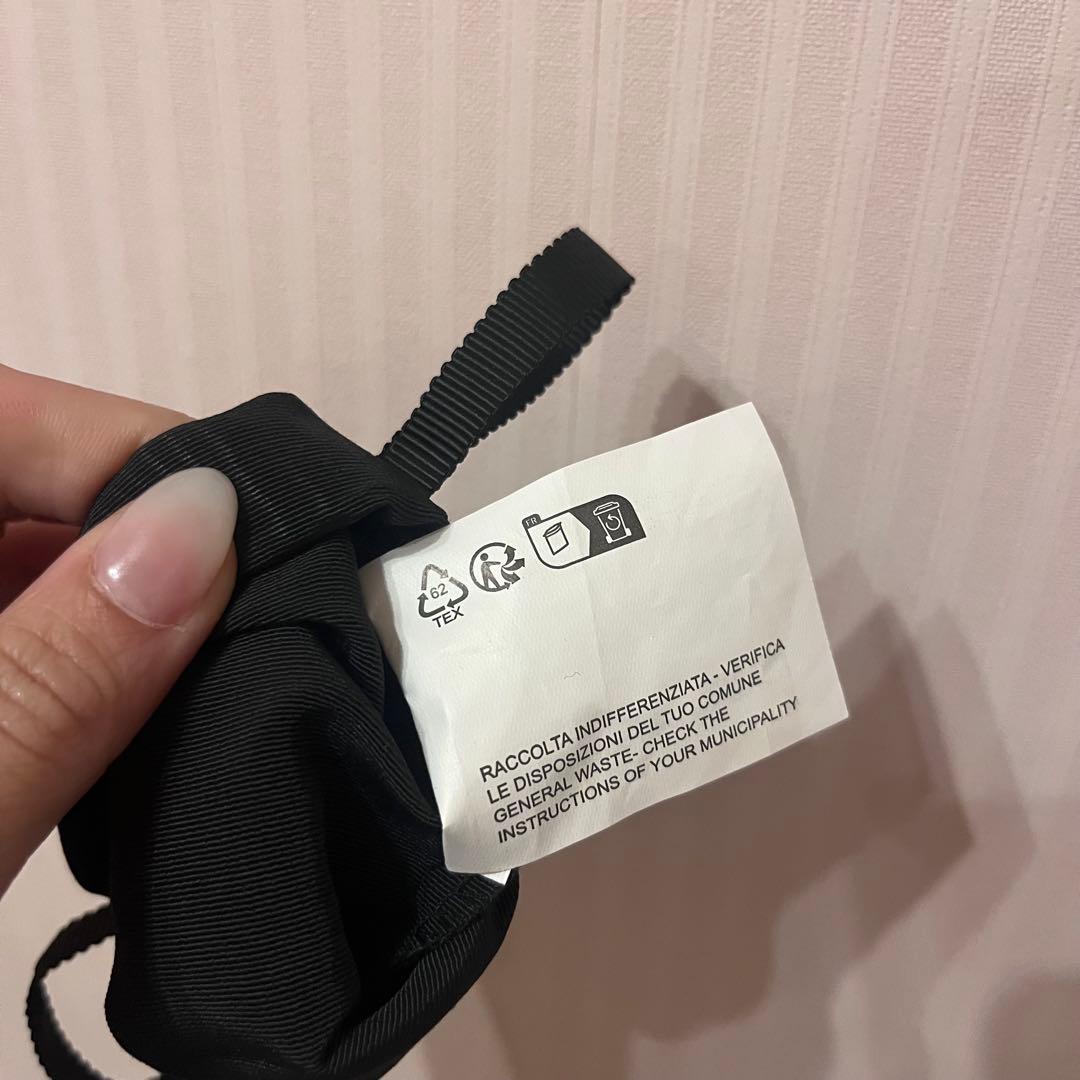 FR
62
TEX
RACCOLTA INDIFFERENZIATA - VERIFICA
LE DISPOSIZIONI DEL TUO COMUNE
GENERAL WASTE- CHECK THE
INSTRUCTIONS OF YOUR MUNICIPALITY